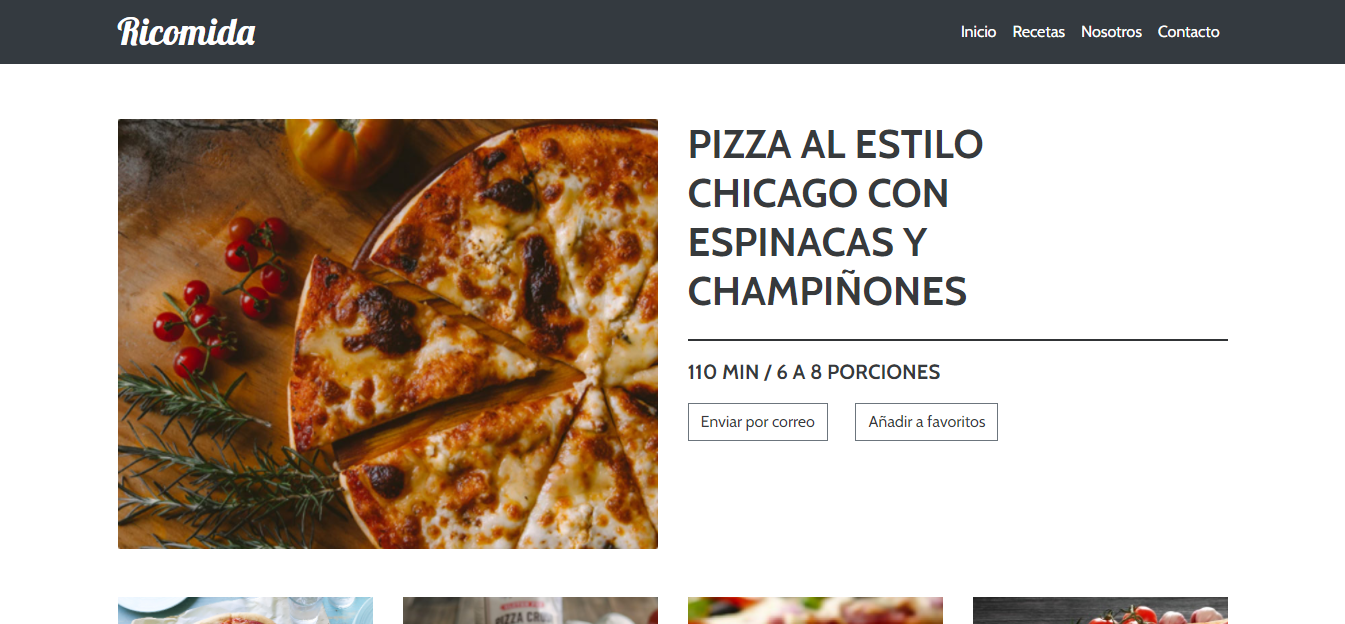 Ricomida
Inicio Recetas Nosotros Contacto
PIZZA AL ESTILO
CHICAGO CON
ESPINACAS Y
CHAMPIÑONES
110 MIN / 6 A 8 PORCIONES
Enviar por correo Añadir a favoritos